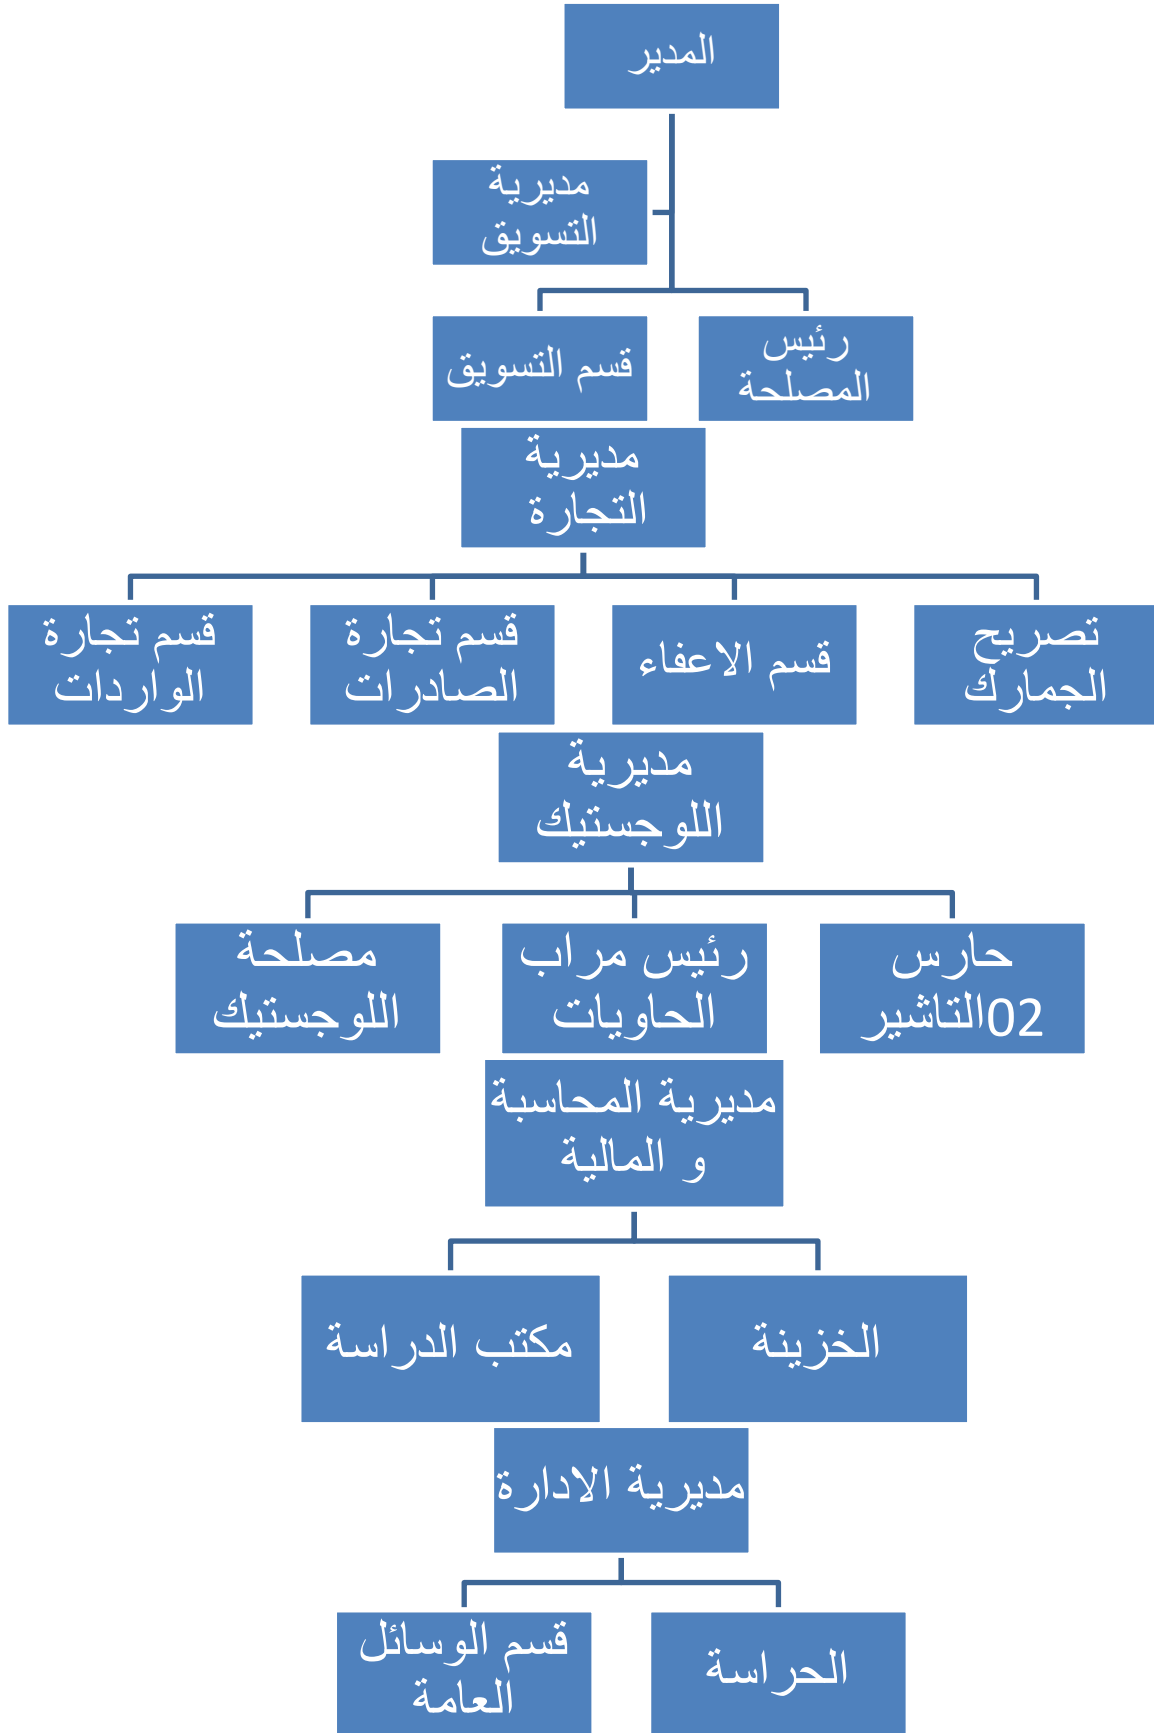 المدير
مديرية
التسويق
رئيس
المصلحة
قسم التسويق
مديرية
التجارة
تصريح
الجمارك
قسم الاعفاء
قسم تجارة
الصادرات
قسم تجارة
الواردات
مديرية
اللوجستيك
حارس
02التاشير
رئيس مراب
الحاويات
مصلحة
اللوجستيك
مديرية المحاسبة
و المالية
الخزينة
مكتب الدراسة
مديرية الادارة
الحراسة
قسم الوسائل
العامة